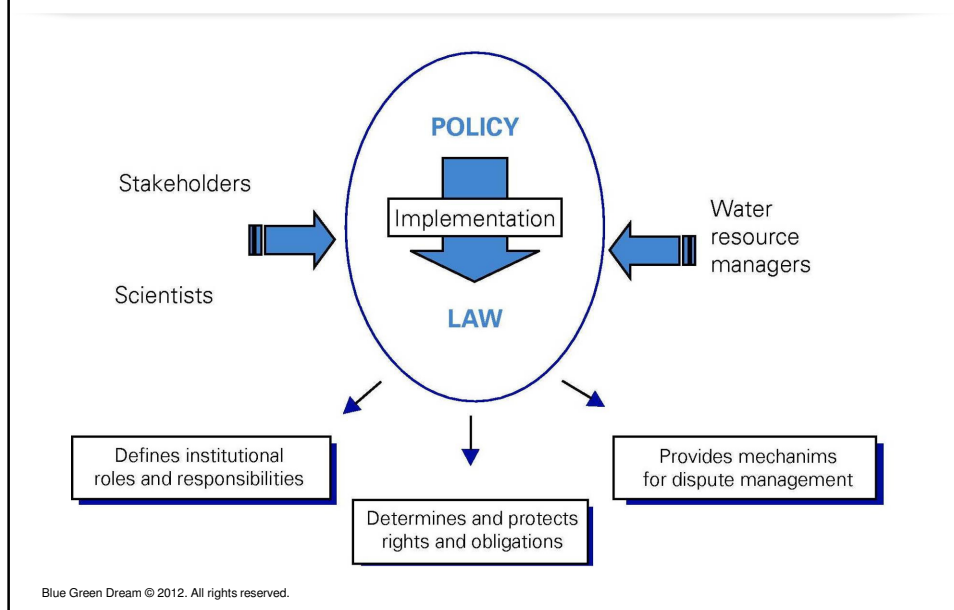 POLICY
Stakeholders
Implementation
Water
resource
managers
Scientists
LAW
Defines institutional
roles and responsibilities
Provides mechanims
for dispute management
Determines and protects
rights and obligations
Blue Green Dream © 2012. All rights reserved.